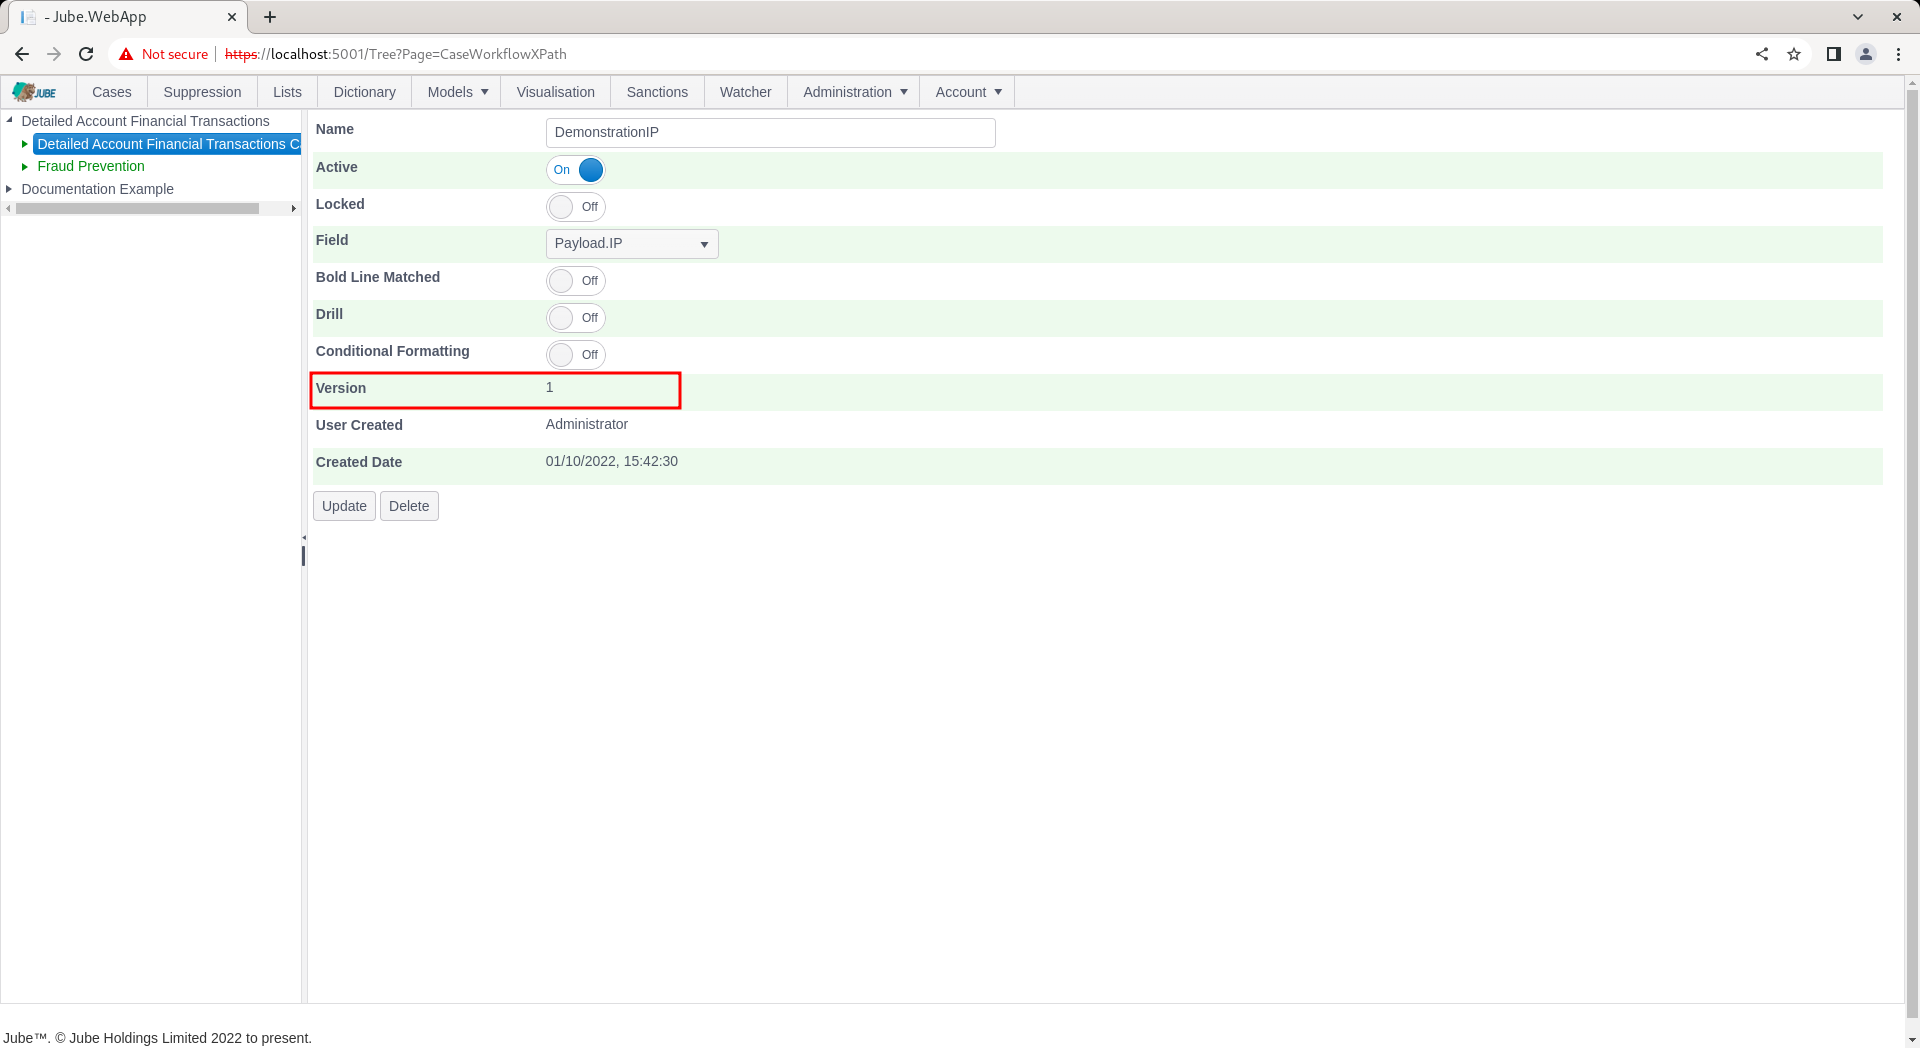 - Jube.WebApp
Not secure https://localhost:5001/Tree?Page=CaseWorkflowXPath
JUBE Cases Suppression Lists Dictionary Models Visualisation Sanctions Watcher Administration Account
Detailed Account Financial Transactions
Detailed Account Financial Transactions C
Fraud Prevention
Documentation Example
Name DemonstrationIP
Active On
Locked Off
Field Payload.IP
Bold Line Matched Off
Drill Off
Conditional Formatting Off
Version 1
User Created Administrator
Created Date 01/10/2022, 15:42:30
Update Delete
Jube™. © Jube Holdings Limited 2022 to present.